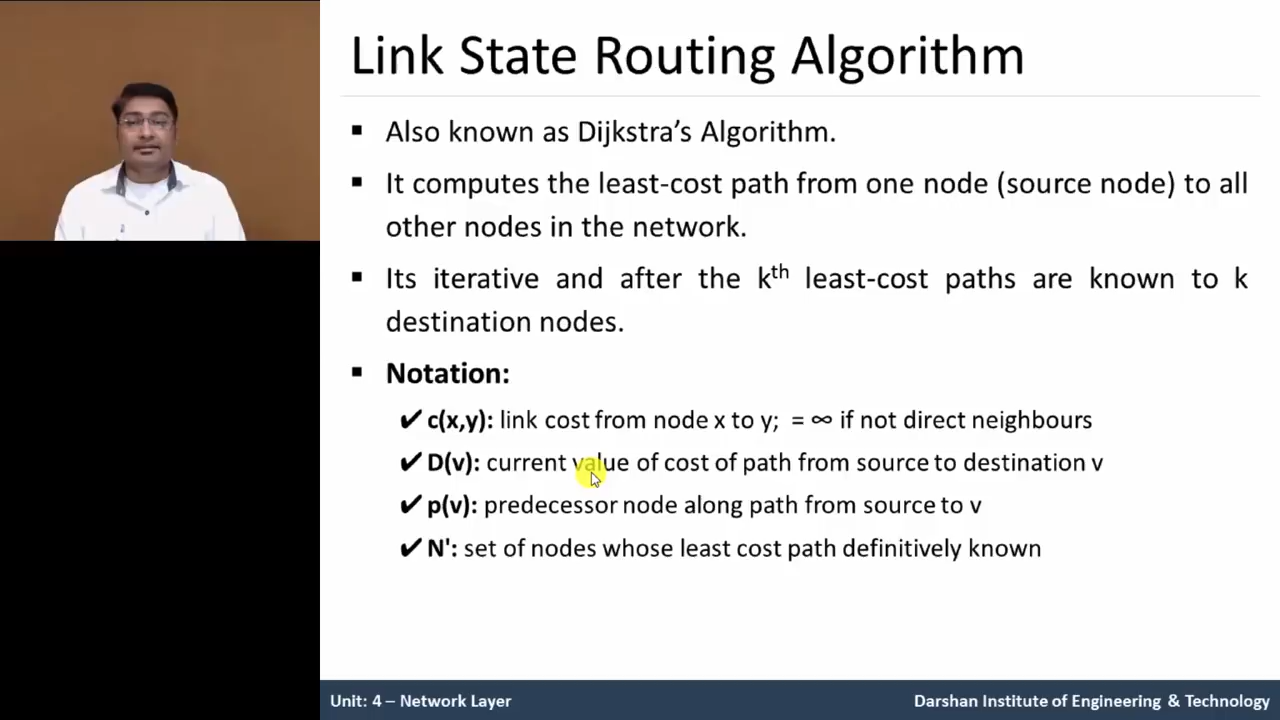 Link State Routing Algorithm
▪ Also known as Dijkstra’s Algorithm.
▪ It computes the least-cost path from one node (source node) to all
other nodes in the network.
▪ Its iterative and after the kth least-cost paths are known to k
destination nodes.
▪ Notation:
✔ c(x,y): link cost from node x to y; = ∞ if not direct neighbours
✔ D(v): current value of cost of path from source to destination v
✔ p(v): predecessor node along path from source to v
✔ N': set of nodes whose least cost path definitively known
Unit: 4 – Network Layer
Darshan Institute of Engineering & Technology